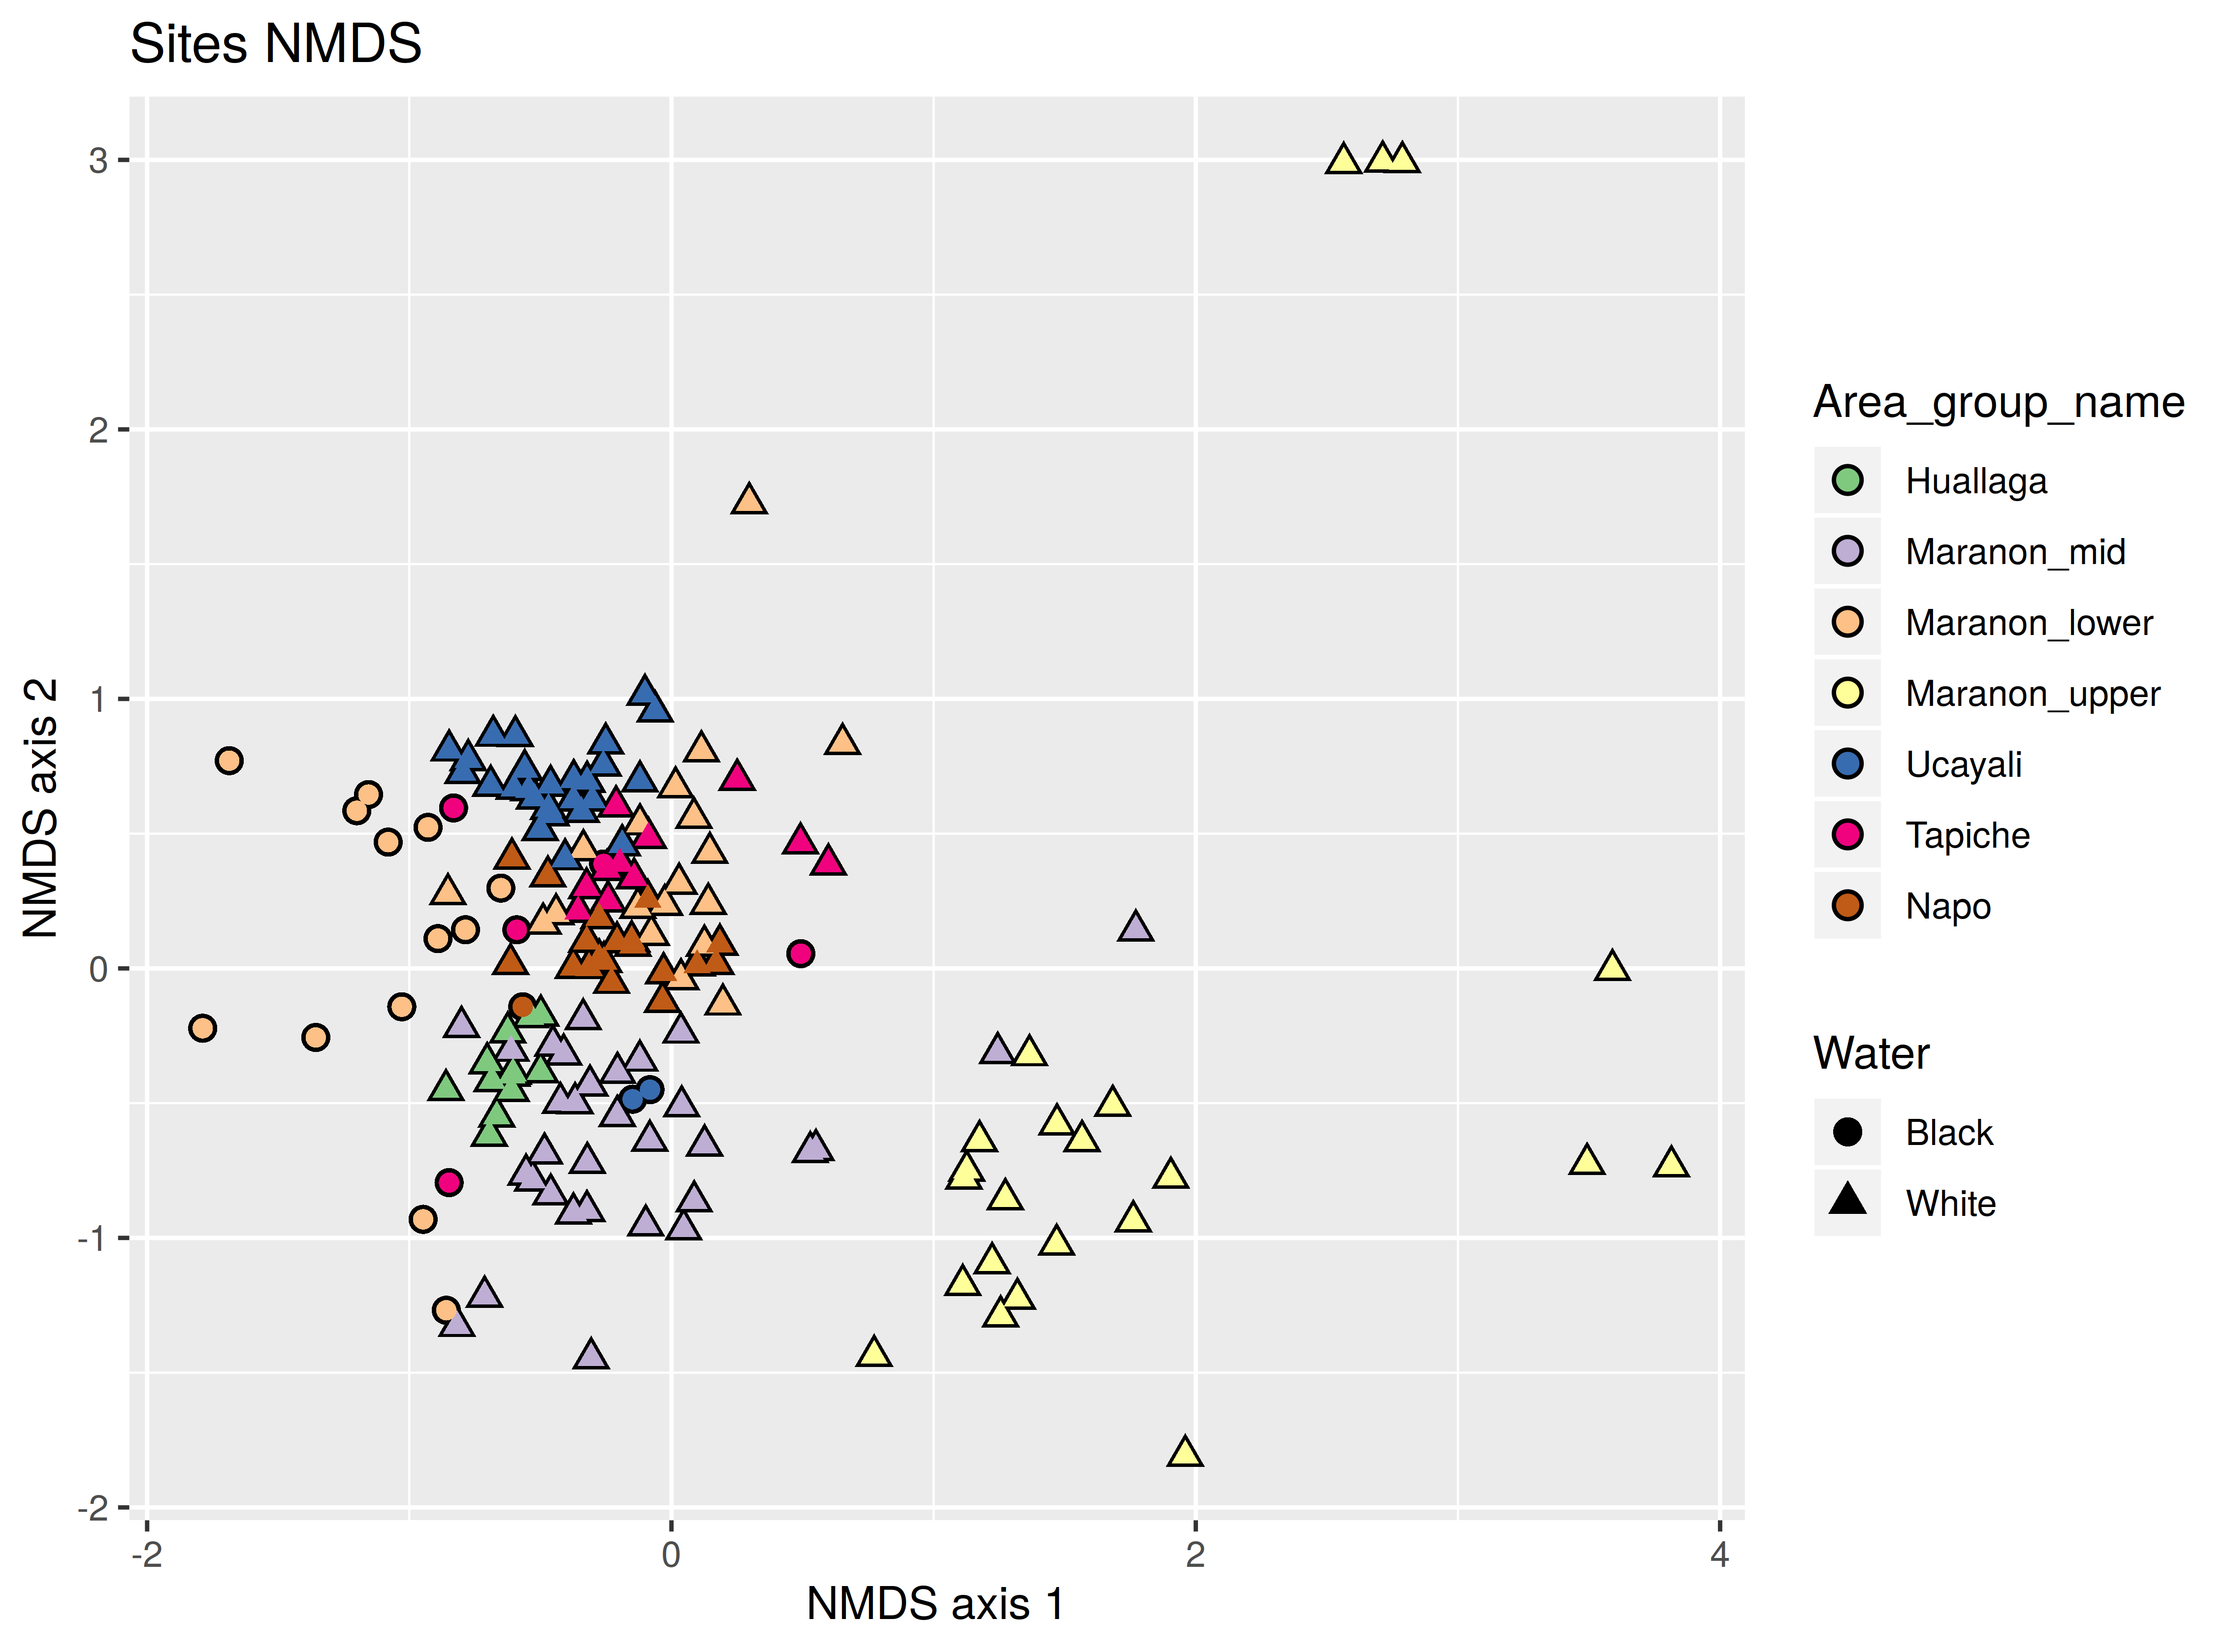 Sites NMDS
3
2
1
0
-1
-2
NMDS axis 2
-2 0 2 4
NMDS axis 1
Area_group_name
Huallaga
Maranon_mid
Maranon_lower
Maranon_upper
Ucayali
Tapiche
Napo
Water
Black
White